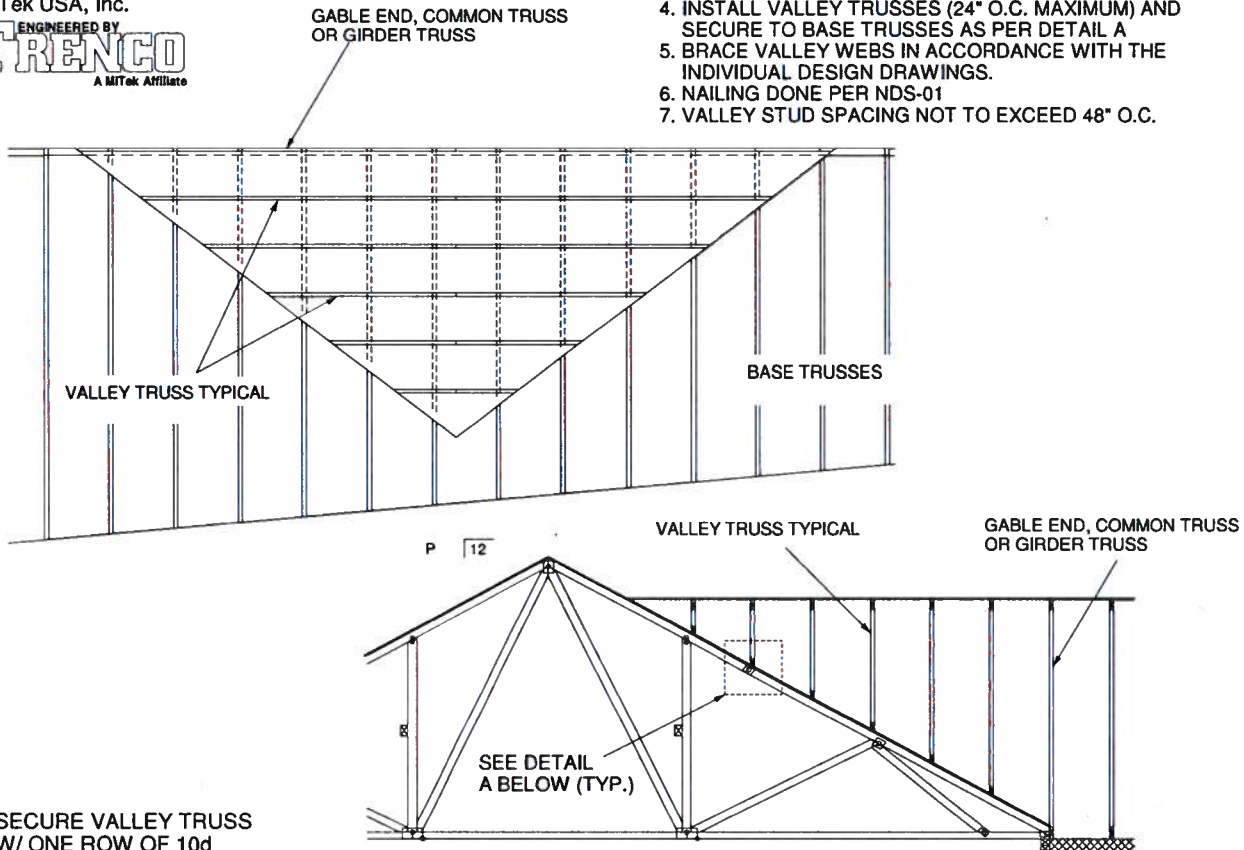 Tek USA, Inc.
ENGINEERED BY
TRENCO
A MiTek Affiliate
GABLE END, COMMON TRUSS
OR GIRDER TRUSS
4. INSTALL VALLEY TRUSSES (24" O.C. MAXIMUM) AND
SECURE TO BASE TRUSSES AS PER DETAIL A
5. BRACE VALLEY WEBS IN ACCORDANCE WITH THE
INDIVIDUAL DESIGN DRAWINGS.
6. NAILING DONE PER NDS-01
7. VALLEY STUD SPACING NOT TO EXCEED 48" O.C.
VALLEY TRUSS TYPICAL
BASE TRUSSES
P 12
VALLEY TRUSS TYPICAL
GABLE END, COMMON TRUSS
OR GIRDER TRUSS
SEE DETAIL
A BELOW (TYP.)
SECURE VALLEY TRUSS
W/ ONE ROW OF 10d